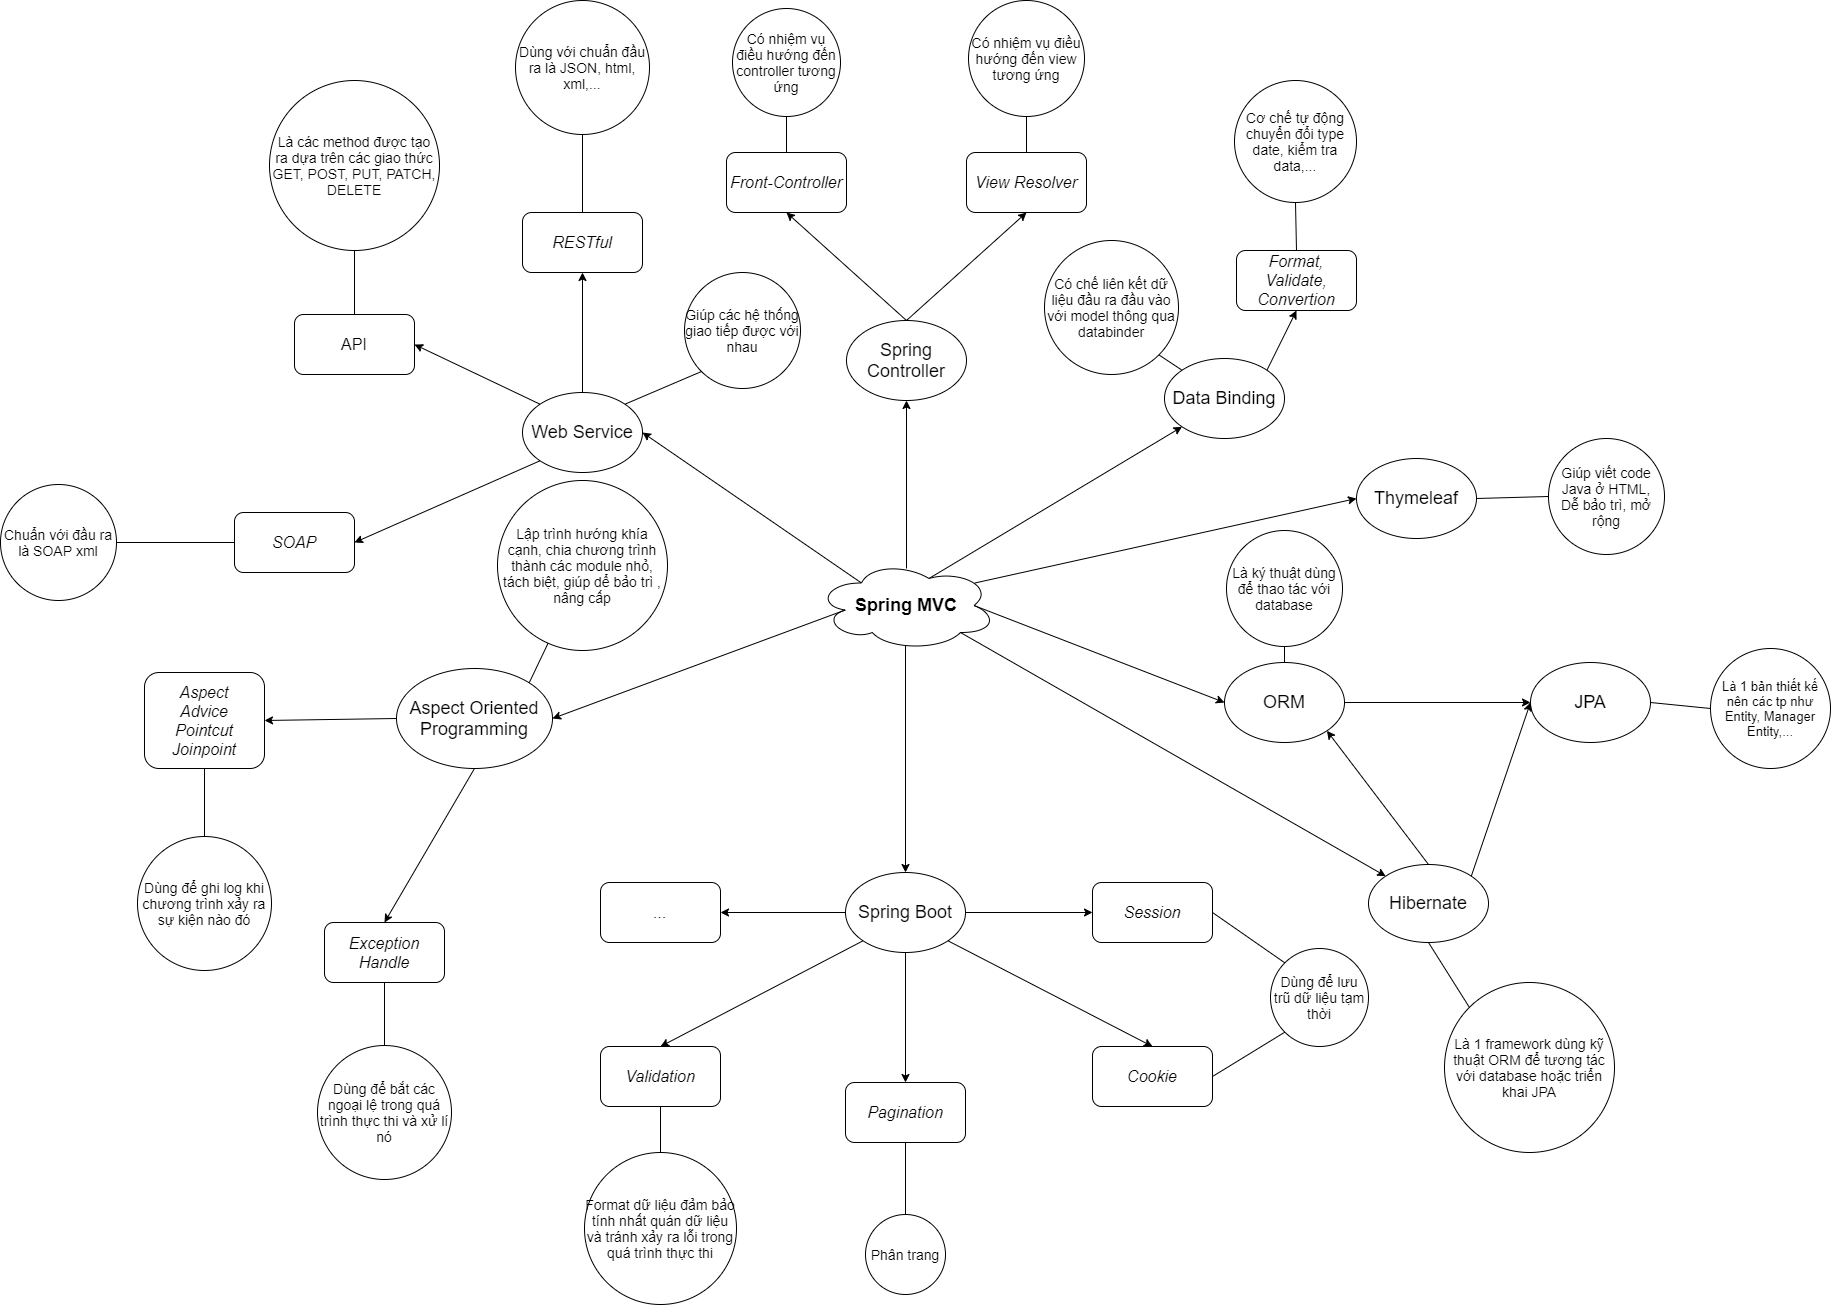 Dùng với chuẩn đầu
ra là JSON, html,
xml,...
Có nhiệm vụ
điều hướng đến
controller tương
ứng
Có nhiệm vụ điều
hướng đến view
tương ứng
Cơ chế tự động
chuyển đổi type
date, kiểm tra
data,...
Là các method được tạo
ra dựa trên các giao thức
GET, POST, PUT, PATCH,
DELETE
Front-Controller
View Resolver
RESTful
Format,
Validate,
Convertion
Giúp các hệ thống
giao tiếp được với
nhau
Có chế liên kết dữ
liệu đầu ra đầu vào
với model thông qua
databinder
API
Spring
Controller
Data Binding
Web Service
Thymeleaf
Giúp viết code
Java ở HTML,
Dễ bảo trì, mở
rộng
Chuẩn với đầu ra
là SOAP xml
SOAP
Lập trình hướng khía
cạnh, chia chương trình
thành các module nhỏ,
tách biệt, giúp dể bảo trì ,
nâng cấp
Là ký thuật dùng
để thao tác với
database
Spring MVC
Aspect
Advice
Pointcut
Joinpoint
Aspect Oriented
Programming
ORM
JPA
Là 1 bản thiết kế
nên các tp như
Entity, Manager
Entity,...
Dùng để ghi log khi
chương trình xảy ra
sự kiện nào đó
Exception
Handle
...
Spring Boot
Session
Hibernate
Dùng để lưu
trũ dữ liệu tạm
thời
Dùng để bắt các
ngoại lệ trong quá
trình thực thi và xử lí
nó
Validation
Pagination
Cookie
Là 1 framework dùng kỹ
thuật ORM để tương tác
với database hoặc triển
khai JPA
Format dữ liệu đảm bảo
tính nhất quán dữ liệu
và tránh xảy ra lỗi trong
quá trình thực thi
Phân trang